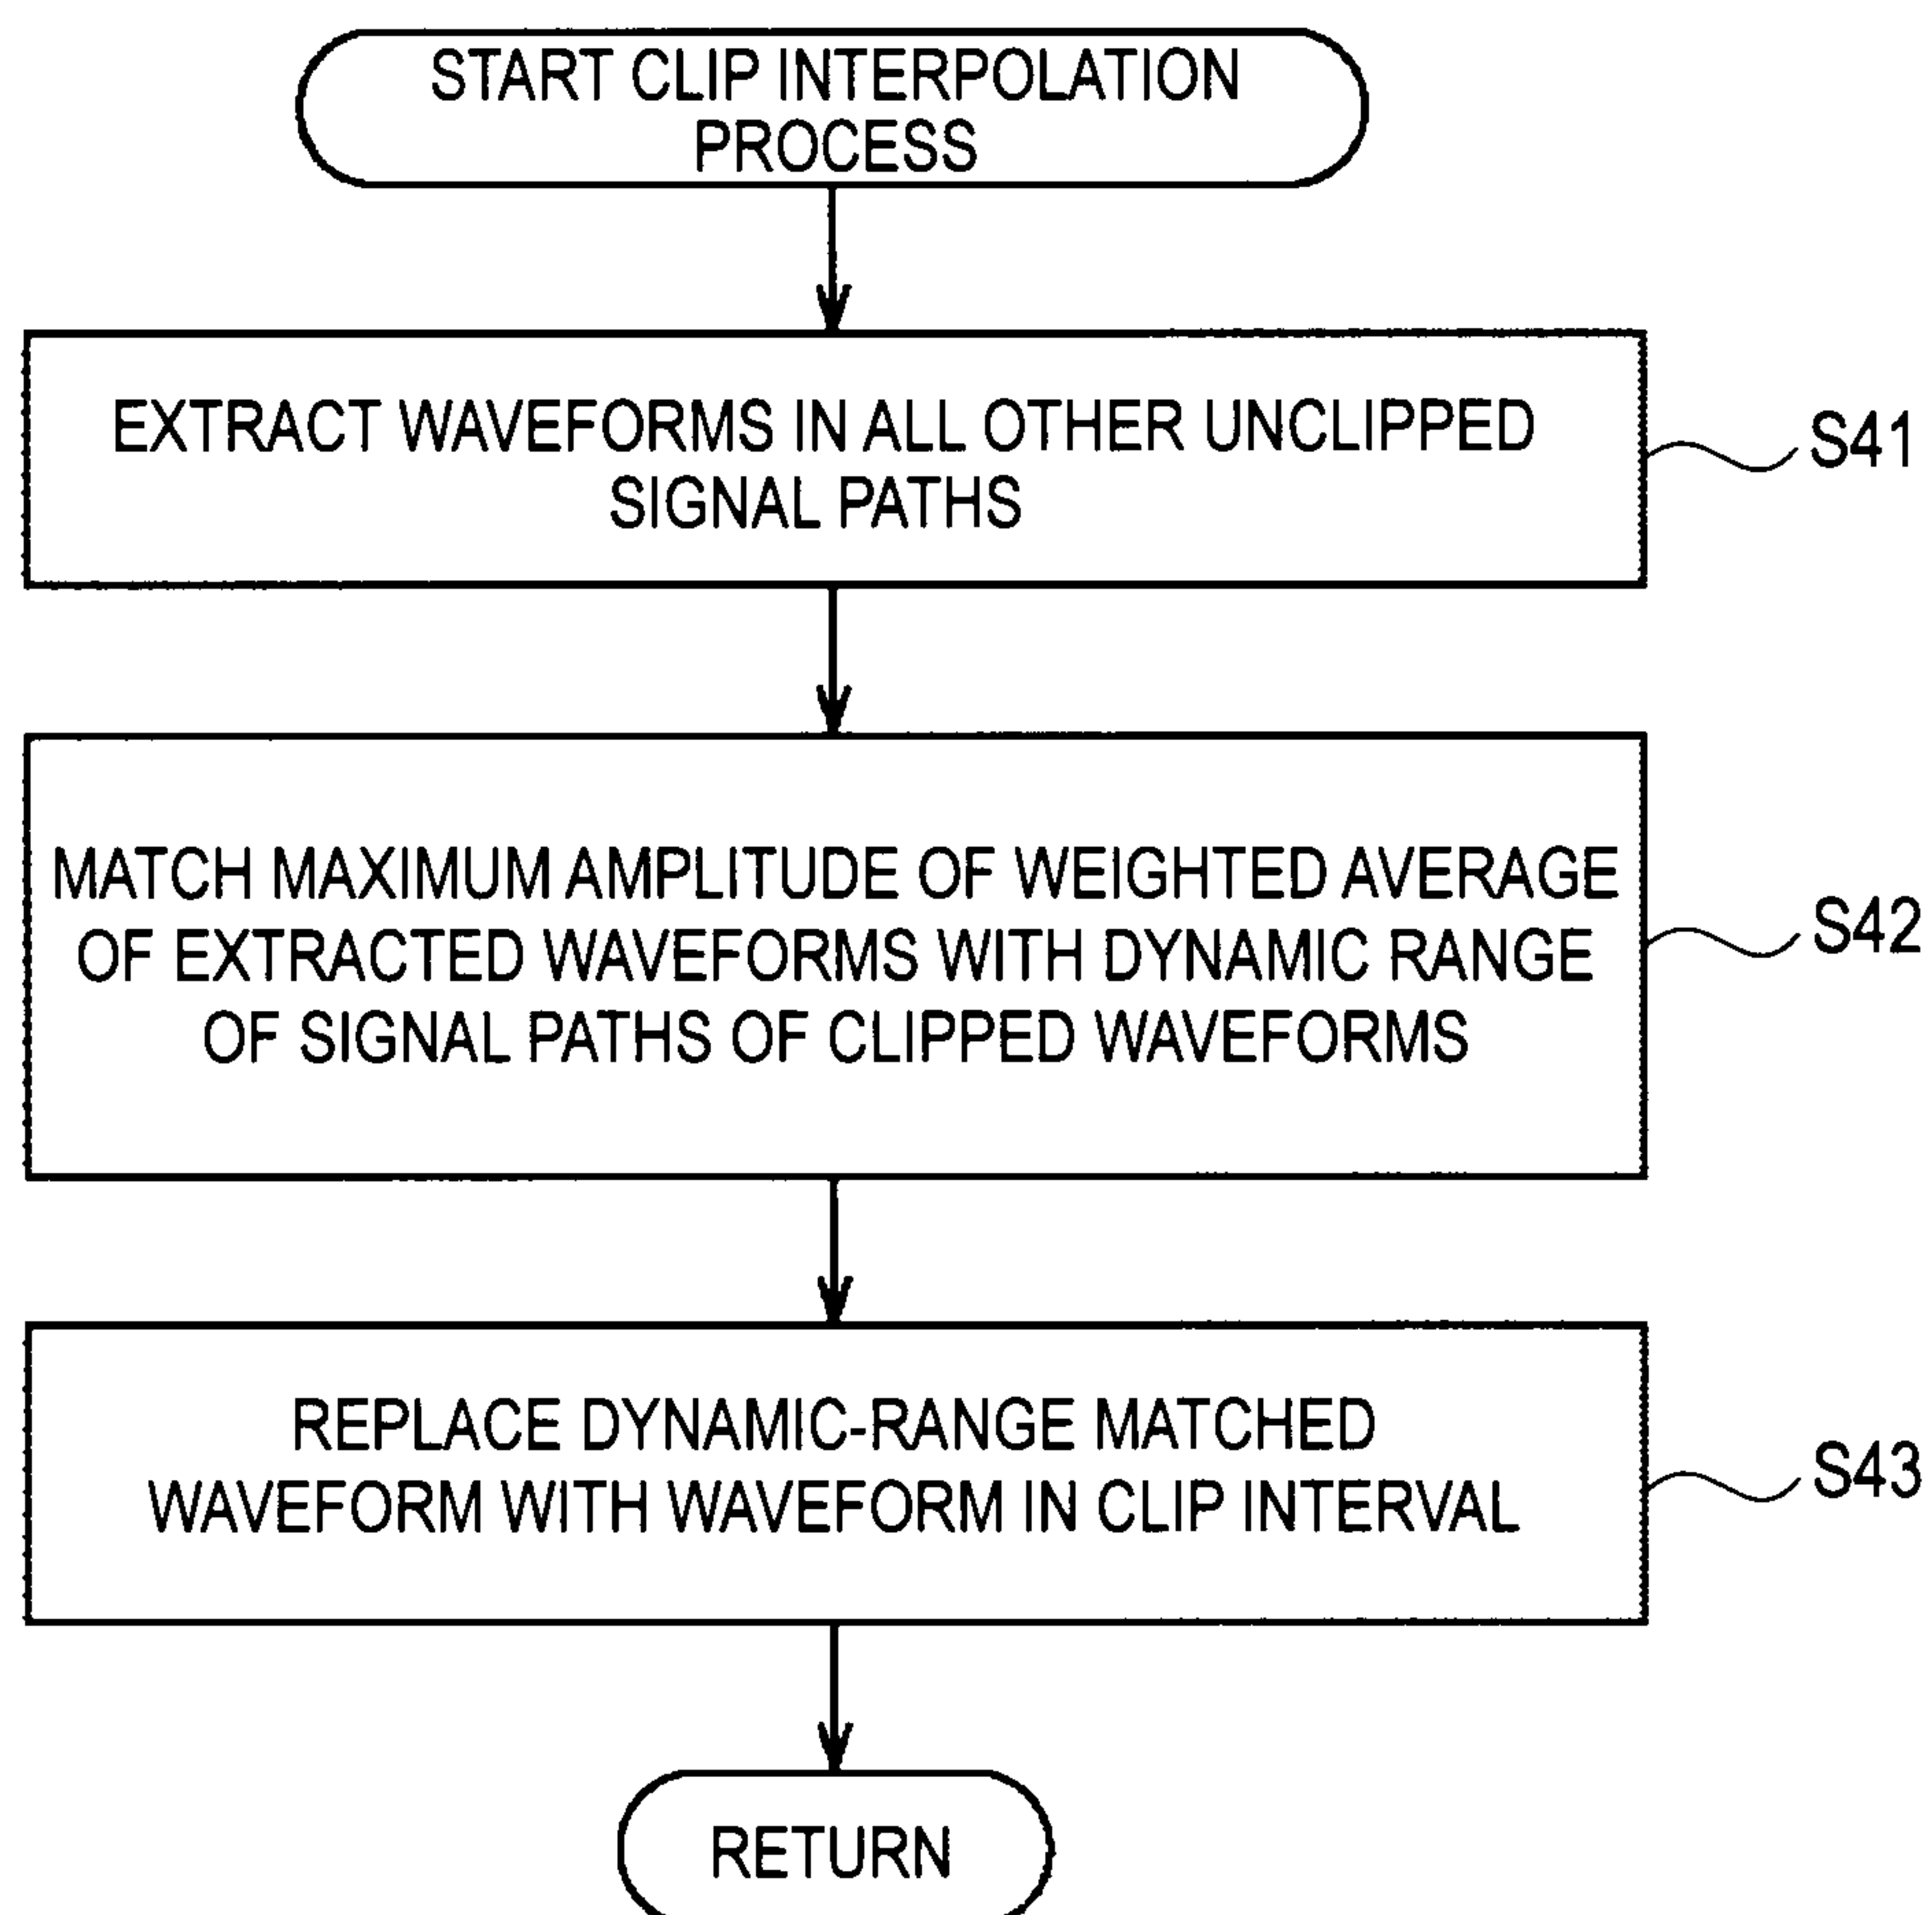 START CLIP INTERPOLATION
PROCESS
EXTRACT WAVEFORMS IN ALL OTHER UNCLIPPED
SIGNAL PATHS
S41
MATCH MAXIMUM AMPLITUDE OF WEIGHTED AVERAGE
OF EXTRACTED WAVEFORMS WITH DYNAMIC RANGE
OF SIGNAL PATHS OF CLIPPED WAVEFORMS
S42
REPLACE DYNAMIC-RANGE MATCHED
WAVEFORM WITH WAVEFORM IN CLIP INTERVAL
S43
RETURN